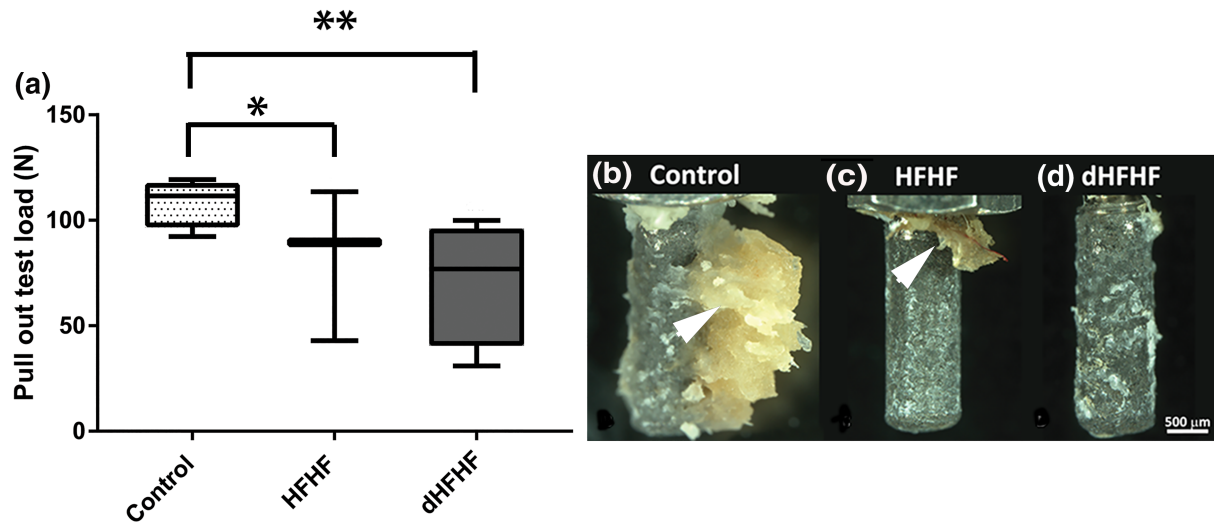 **
(a)
*
150
100
50
0
Pull out test load (N)
Control
HFHF
dHFHF
(b) Control
(c) HFHF
(d) dHFHF
500 µm